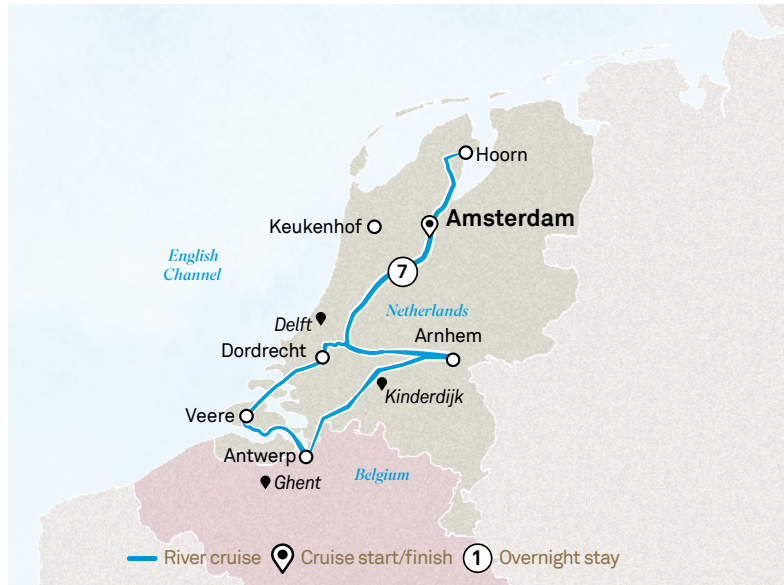 Hoorn
Amsterdam
Keukenhof
English
Channel
7
Netherlands
Delft
Arnhem
Dordrecht
Kinderdijk
Veere
Antwerp
Belgium
Ghent
River cruise
Cruise start/finish
1
Overnight stay